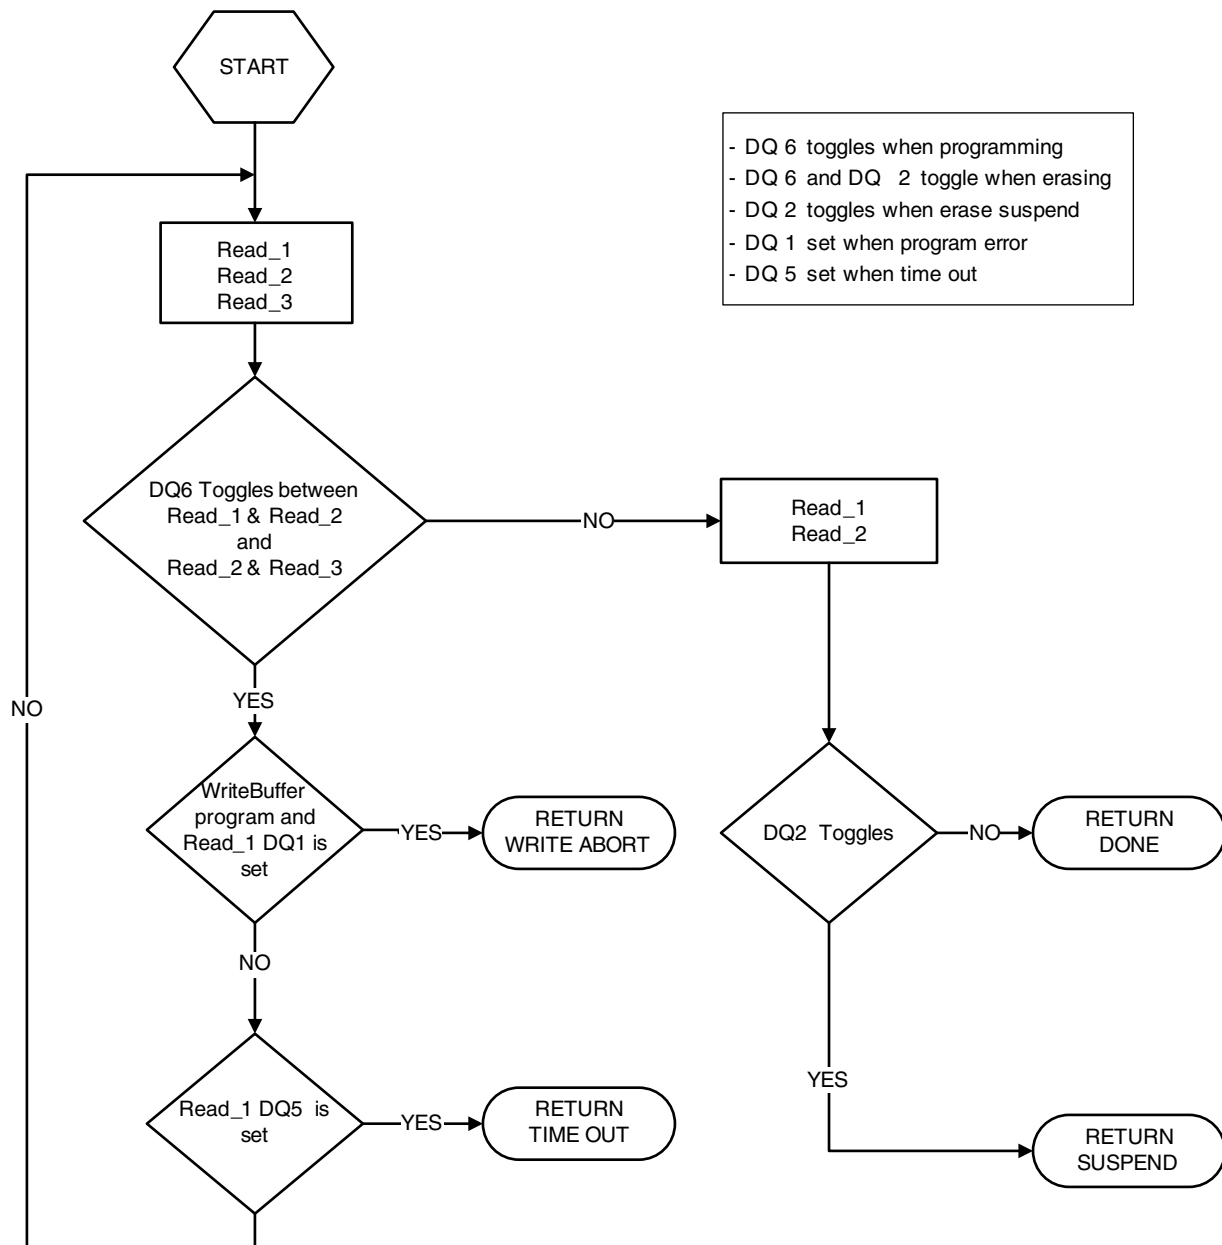 START
- DQ 6 toggles when programming
- DQ 6 and DQ 2 toggle when erasing
- DQ 2 toggles when erase suspend
- DQ 1 set when program error
- DQ 5 set when time out
Read_1
Read_2
Read_3
DQ6 Toggles between
Read_1 & Read_2
and
Read_2 & Read_3
NO
Read_1
Read_2
YES
NO
WriteBuffer
program and
Read_1 DQ1 is
set
YES
RETURN
WRITE ABORT
DQ2 Toggles
NO
RETURN
DONE
NO
YES
Read_1 DQ5 is
set
YES
RETURN
TIME OUT
RETURN
SUSPEND